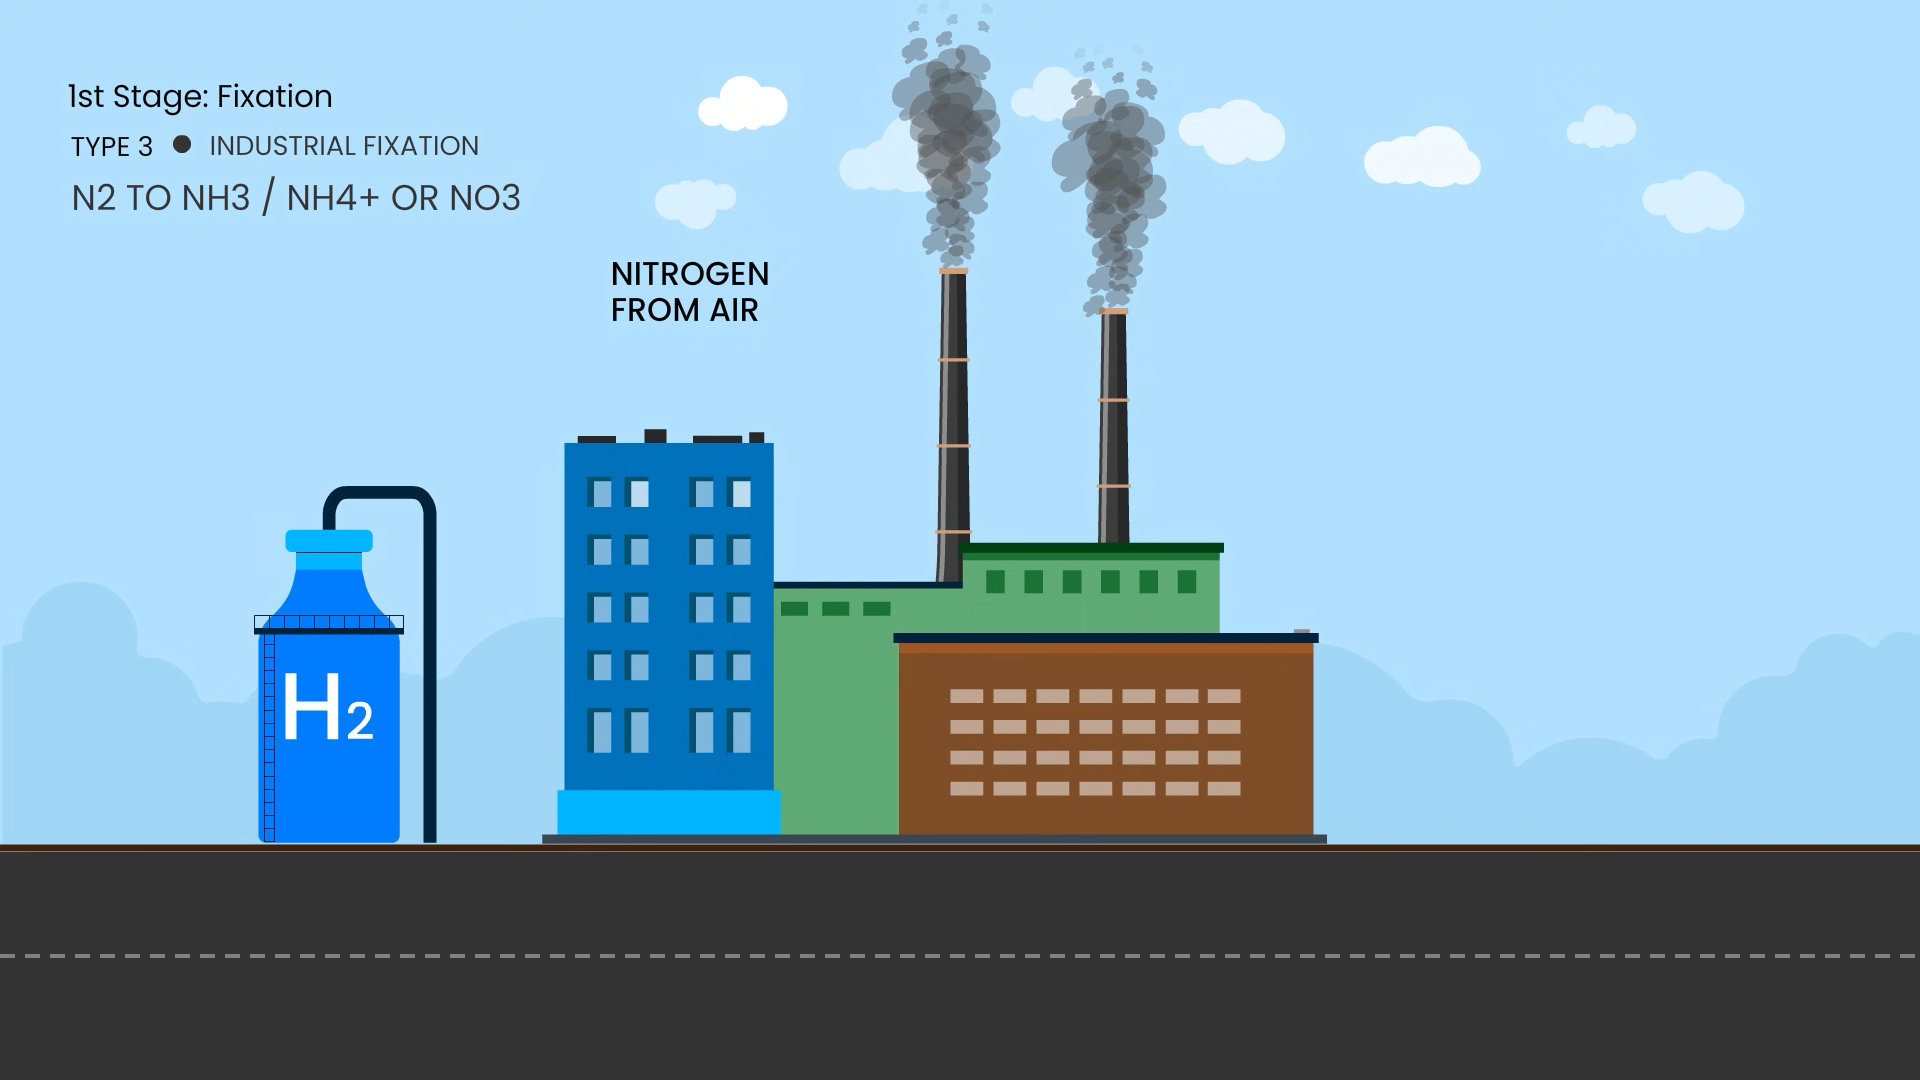 1st Stage: Fixation
TYPE 3 ● INDUSTRIAL FIXATION
N2 TO NH3 / NH4+ OR NO3
NITROGEN
FROM AIR
H2